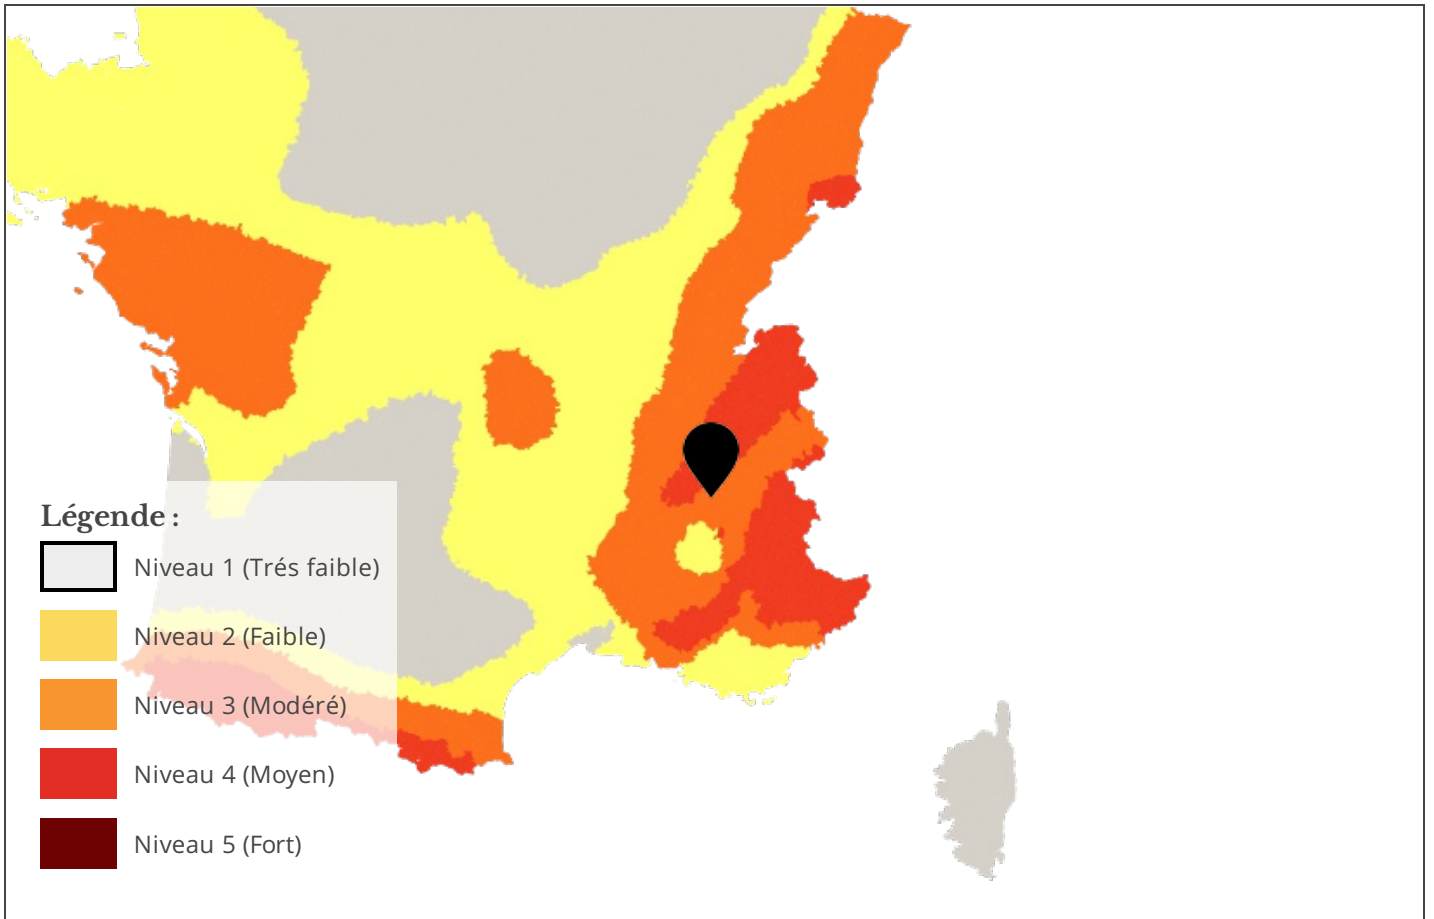 Légende :
Niveau 1 (Trés faible)
Niveau 2 (Faible)
Niveau 3 (Modéré)
Niveau 4 (Moyen)
Niveau 5 (Fort)